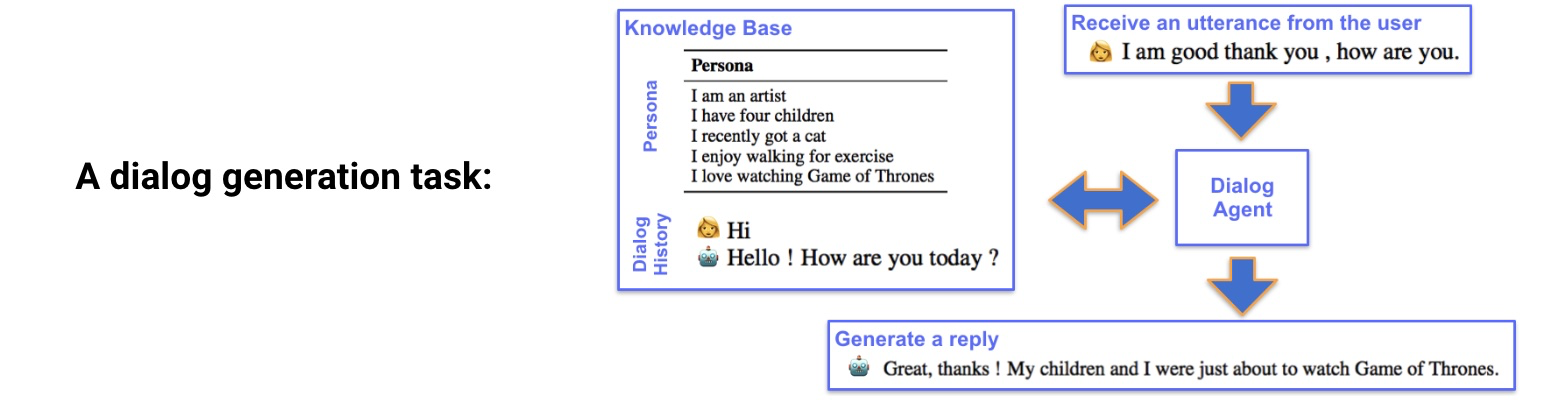 A dialog generation task:
Knowledge Base
Persona
Persona
I am an artist
I have four children
I recently got a cat
I enjoy walking for exercise
I love watching Game of Thrones
Dialog
History
Hi
Hello ! How are you today ?
Receive an utterance from the user
I am good thank you , how are you.
Dialog
Agent
Generate a reply
Great, thanks ! My children and I were just about to watch Game of Thrones.